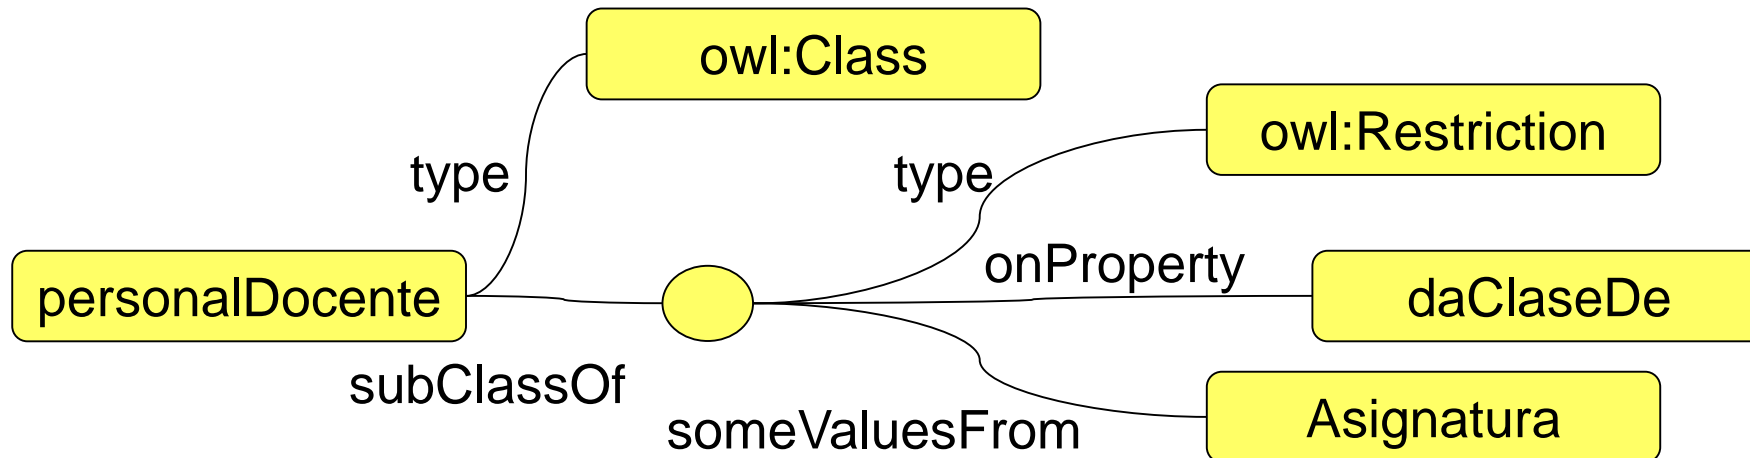 owl:Class
owl:Restriction
type
type
onProperty
personalDocente
daClaseDe
subClassOf
someValuesFrom
Asignatura